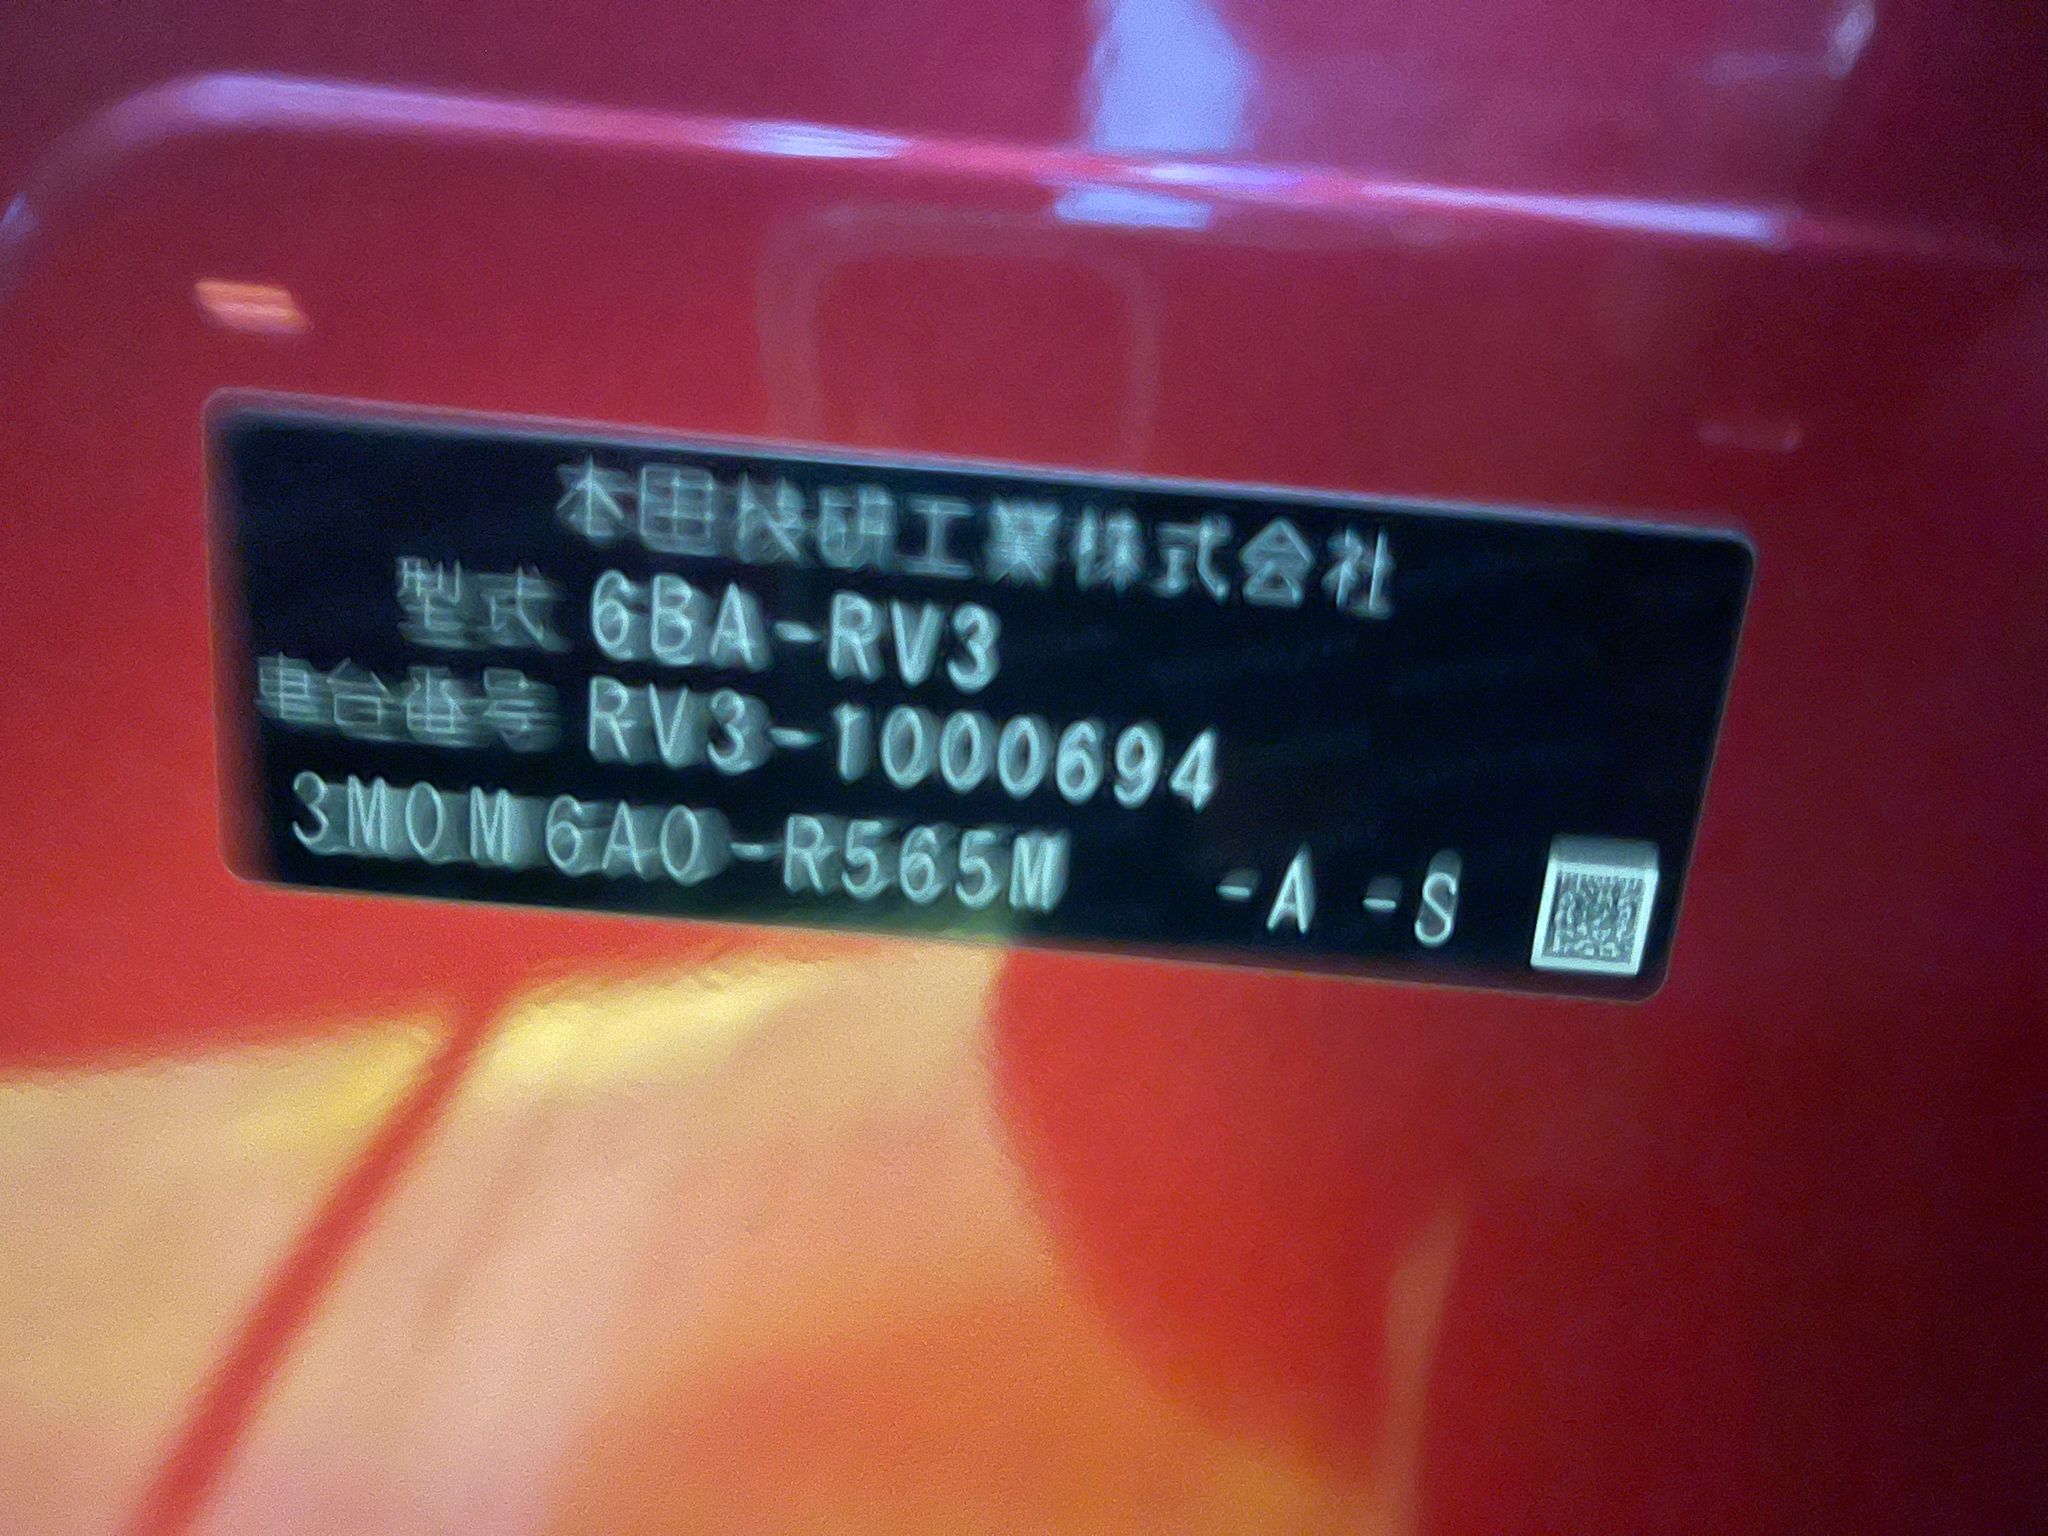 本田技研工業株式会社
型式 6BA-RV3
車台番号 RV3-1000694
3M0M6A0-R565M -A -S